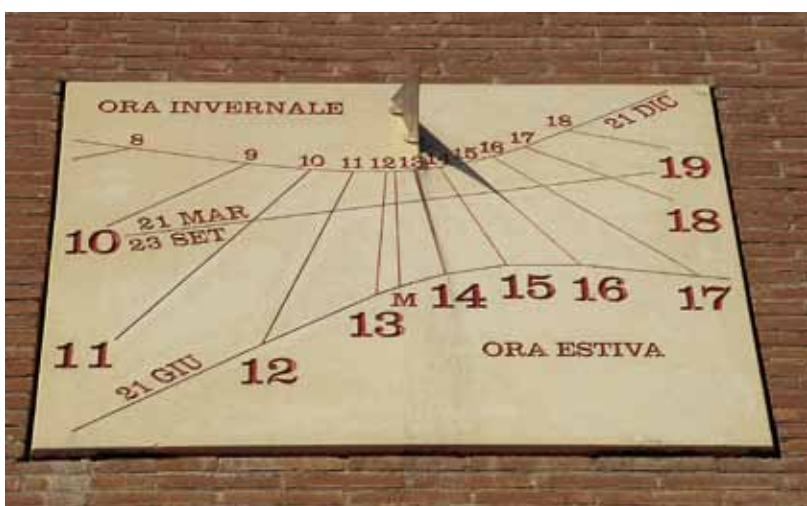 ORA INVERNALE
21 DIC
8 9 10 11 12 13 14 15 16 17 18
21 MAR
23 SET
10 11 12 13 M 14 15 16 17 18 19
21 GIU
ORA ESTIVA